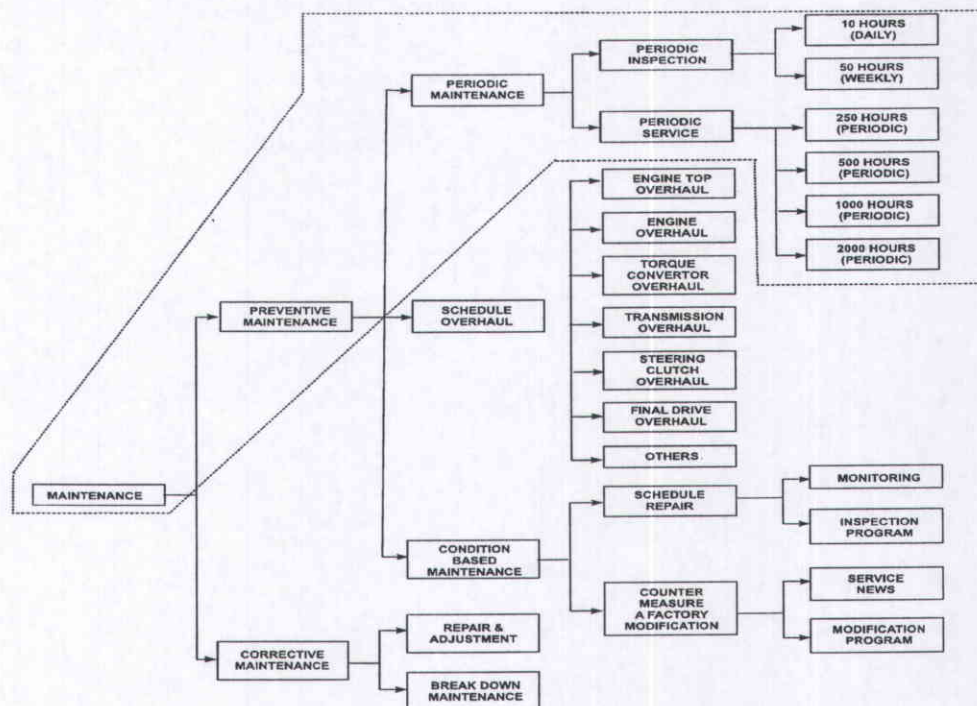 10 HOURS
(DAILY)
PERIODIC
INSPECTION
50 HOURS
(WEEKLY)
PERIODIC
MAINTENANCE
PERIODIC
SERVICE
250 HOURS
(PERIODIC)
500 HOURS
(PERIODIC)
1000 HOURS
(PERIODIC)
2000 HOURS
(PERIODIC)
ENGINE TOP
OVERHAUL
ENGINE
OVERHAUL
TORQUE
CONVERTOR
OVERHAUL
PREVENTIVE
MAINTENANCE
SCHEDULE
OVERHAUL
TRANSMISSION
OVERHAUL
STEERING
CLUTCH
OVERHAUL
FINAL DRIVE
OVERHAUL
OTHERS
MAINTENANCE
SCHEDULE
REPAIR
MONITORING
INSPECTION
PROGRAM
CONDITION
BASED
MAINTENANCE
COUNTER
MEASURE
A FACTORY
MODIFICATION
SERVICE
NEWS
MODIFICATION
PROGRAM
CORRECTIVE
MAINTENANCE
REPAIR &
ADJUSTMENT
BREAK DOWN
MAINTENANCE